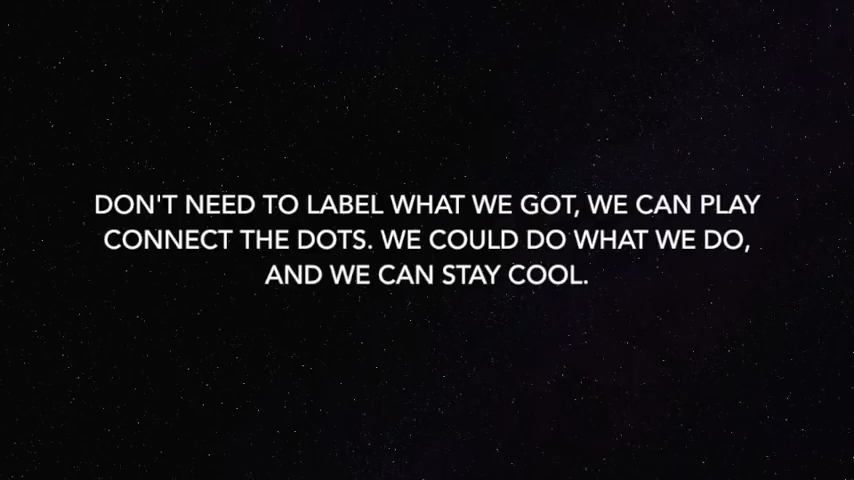 DON'T NEED TO LABEL WHAT WE GOT, WE CAN PLAY
CONNECT THE DOTS. WE COULD DO WHAT WE DO,
AND WE CAN STAY COOL.